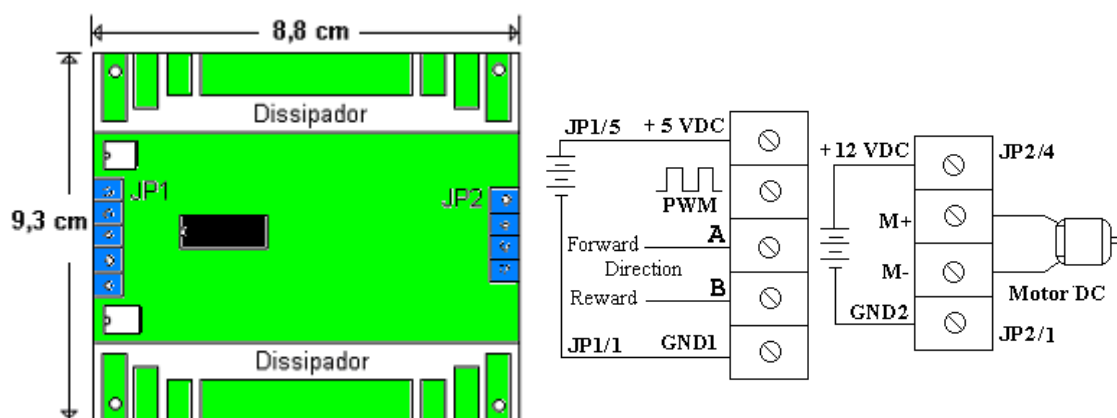 8,8 cm
Dissipador
JP1
JP2
9,3 cm
Dissipador
JP1/5 + 5 VDC
PWM
Forward A
Direction
Reward B
JP1/1 GND1
+12 VDC JP2/4
M+
M-
Motor DC
GND2
JP2/1